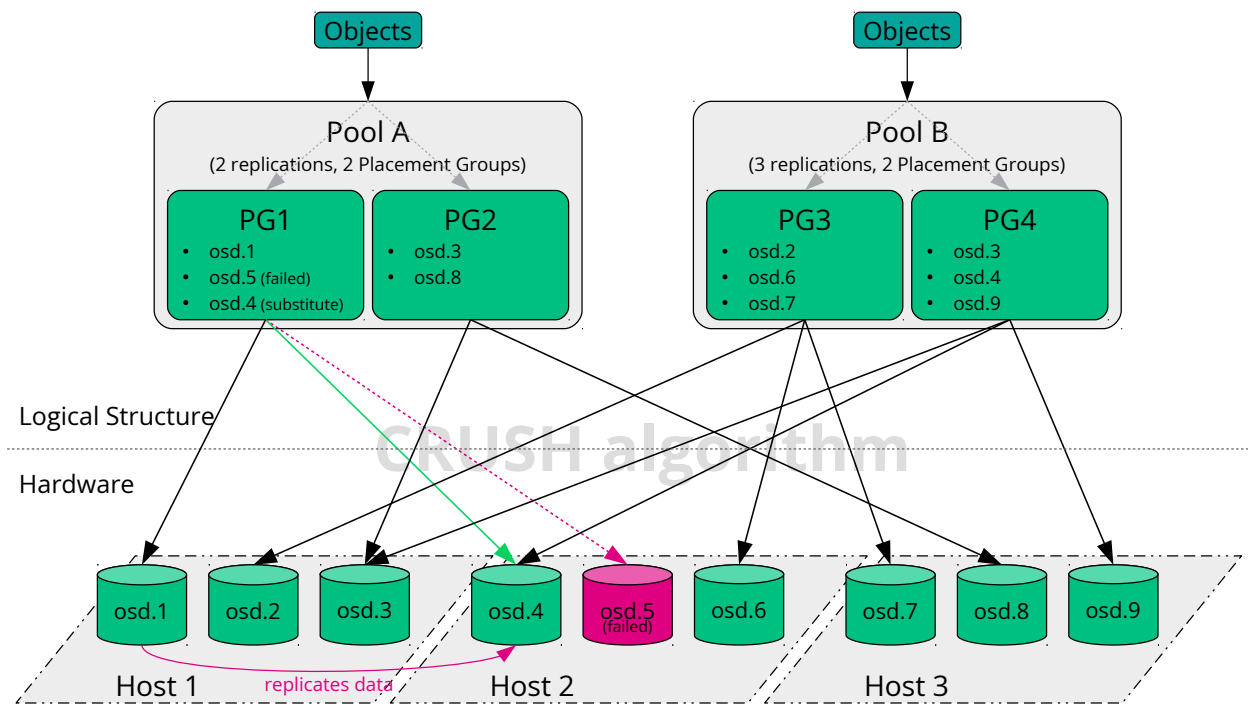 Objects
Objects
Pool A
(2 replications, 2 Placement Groups)
PG1
• osd.1
• osd.5 (failed)
• osd.4 (substitute)
PG2
• osd.3
• osd.8
Pool B
(3 replications, 2 Placement Groups)
PG3
• osd.2
• osd.6
• osd.7
PG4
• osd.3
• osd.4
• osd.9
Logical Structure
CRUSH algorithm
Hardware
osd.1
osd.2
osd.3
osd.4
osd.5
(failed)
osd.6
osd.7
osd.8
osd.9
Host 1
replicates data
Host 2
Host 3